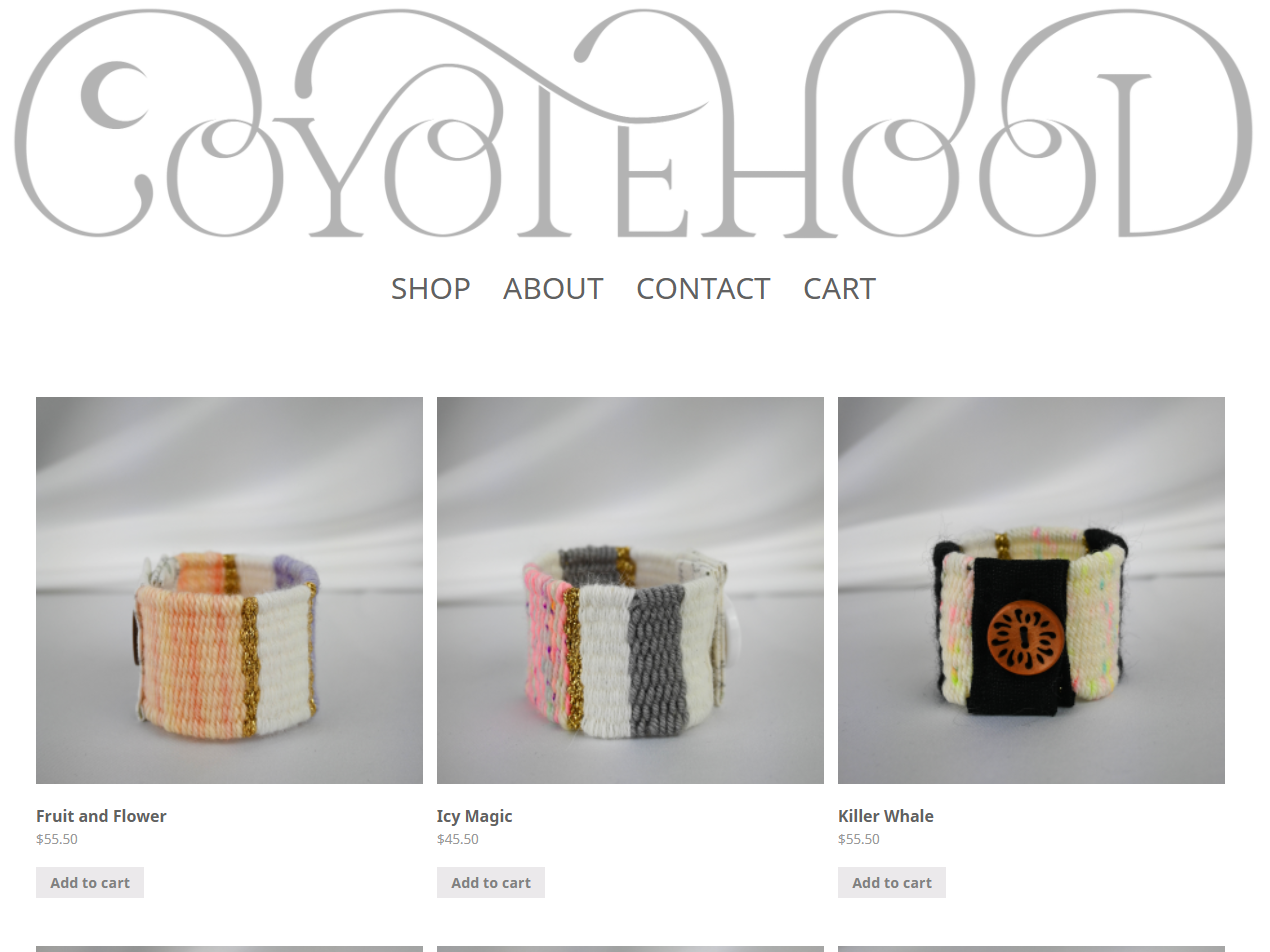 COYOTEHOOD
SHOP ABOUT CONTACT CART
Fruit and Flower
$55.50
Add to cart
Icy Magic
$45.50
Add to cart
Killer Whale
$55.50
Add to cart